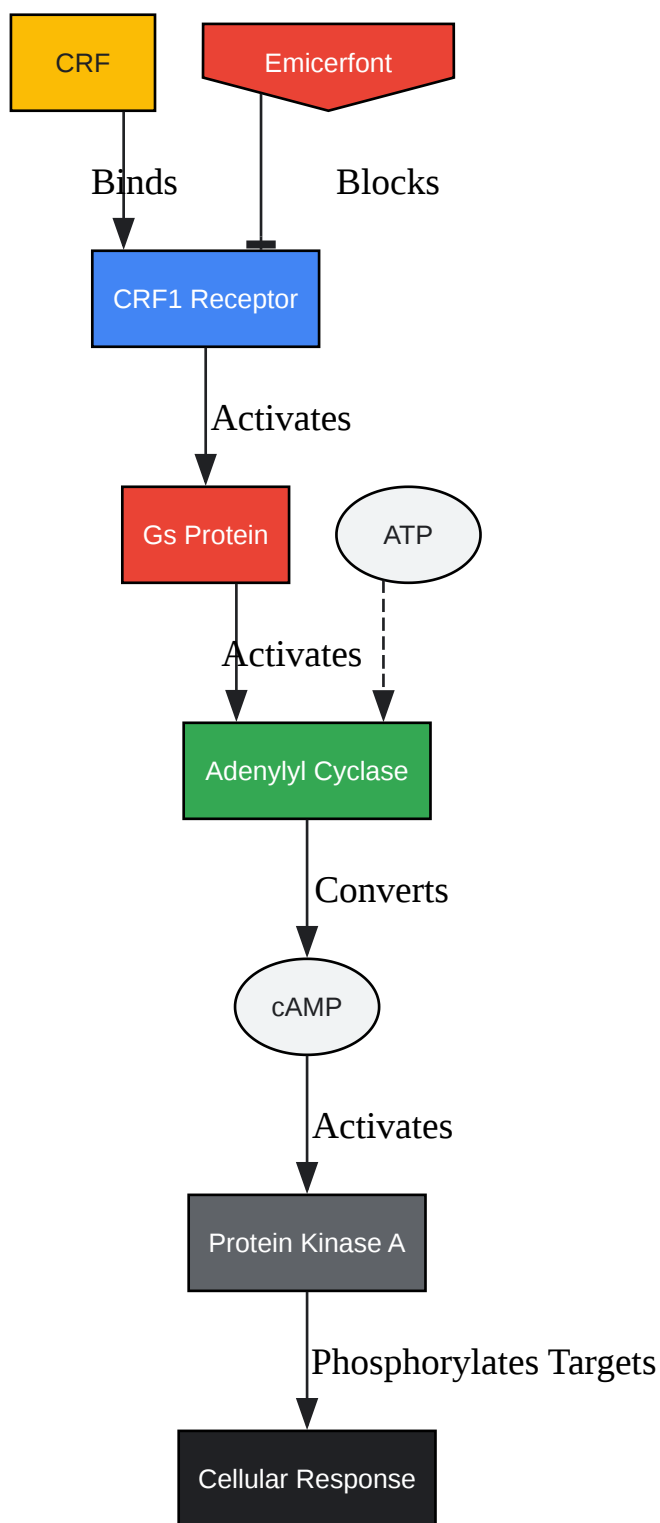 CRF
Emicerfont
Binds
Blocks
CRF1 Receptor
Activates
Gs Protein
ATP
Activates
Adenylyl Cyclase
Converts
cAMP
Activates
Protein Kinase A
Phosphorylates Targets
Cellular Response